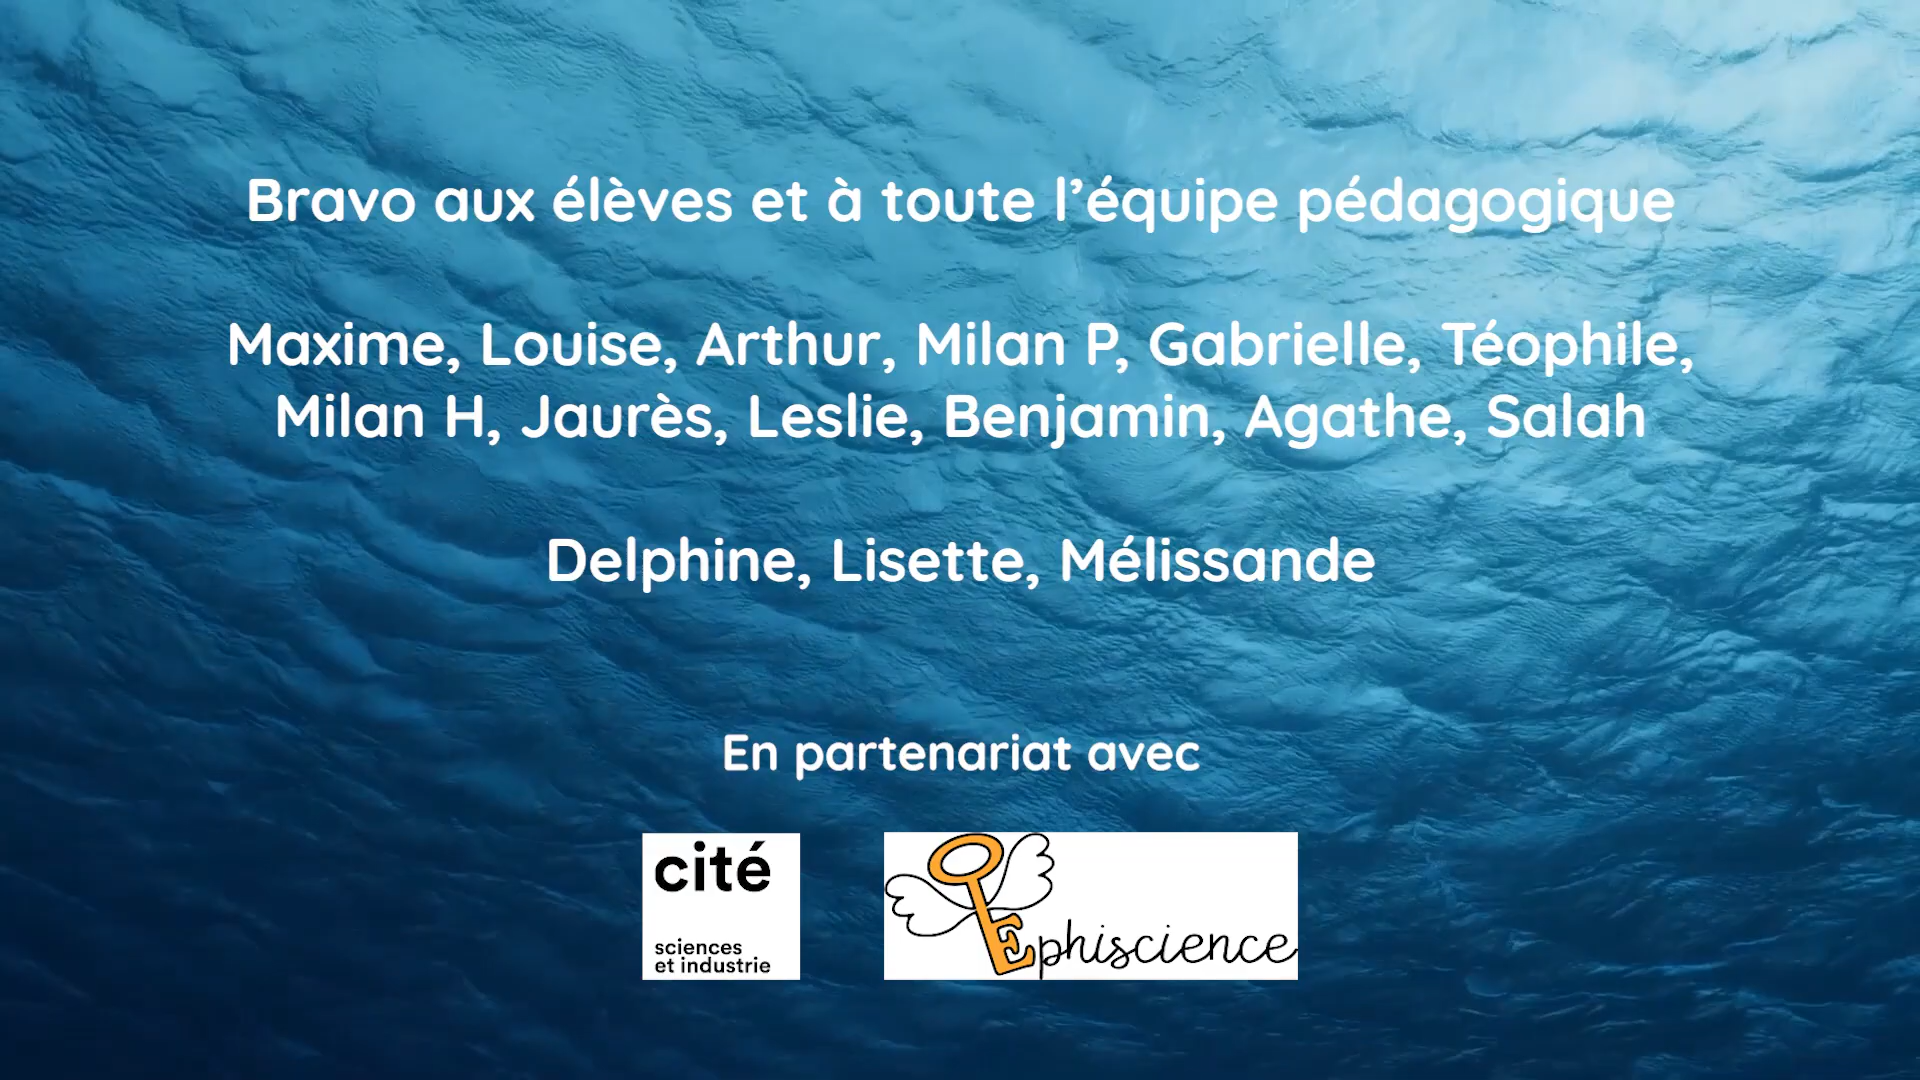 Bravo aux élèves et à toute l’équipe pédagogique
Maxime, Louise, Arthur, Milan P, Gabrielle, Téophile,
Milan H, Jaurès, Leslie, Benjamin, Agathe, Salah
Delphine, Lisette, Mélissande
En partenariat avec
cité
sciences
et industrie
Ephiscience